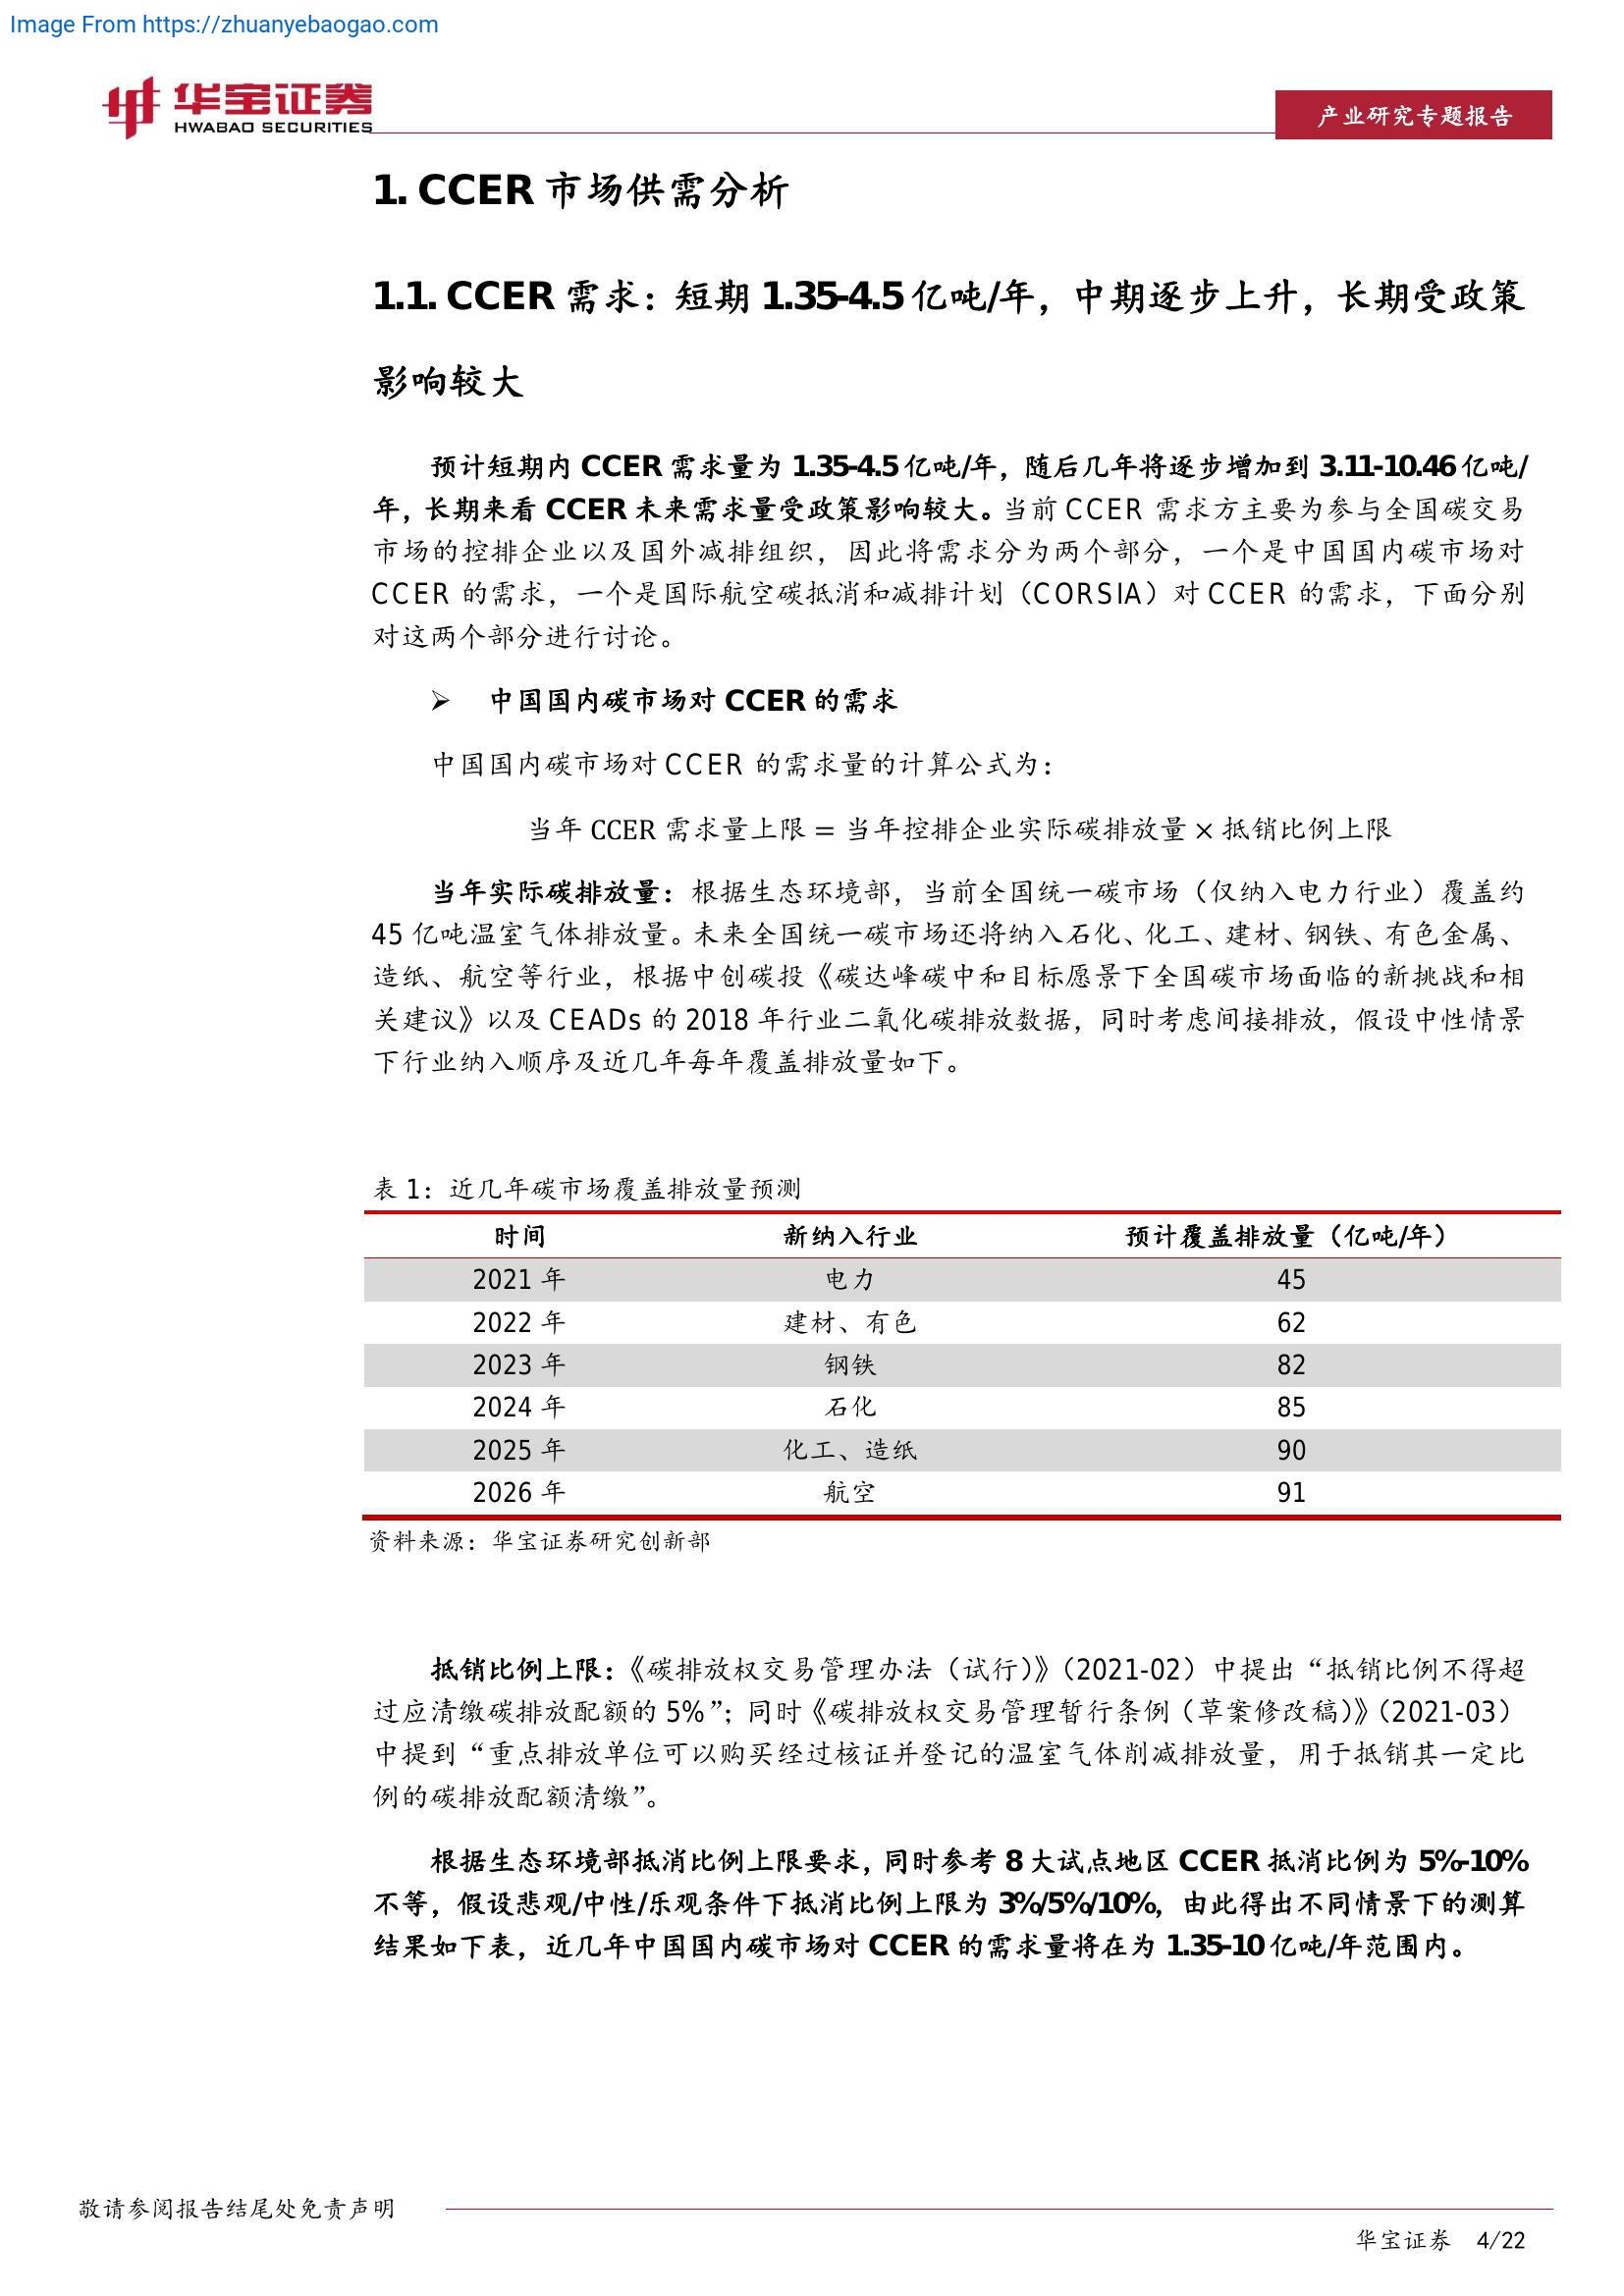 Image From https://zhuanyebaogao.com
华宝证券
HWABAO SECURITIES
产业研究专题报告
1. CCER 市场供需分析
1.1. CCER 需求：短期 1.35-4.5 亿吨/年，中期逐步上升，长期受政策
影响较大
预计短期内 CCER 需求量为 1.35-4.5 亿吨/年，随后几年将逐步增加到 3.11-10.46 亿吨/
年，长期来看 CCER 未来需求量受政策影响较大。当前 CCER 需求方主要为参与全国碳交易
市场的控排企业以及国外减排组织，因此将需求分为两个部分，一个是中国国内碳市场对
CCER 的需求，一个是国际航空碳抵消和减排计划（CORSIA）对 CCER 的需求，下面分别
对这两个部分进行讨论。
➢ 中国国内碳市场对 CCER 的需求
中国国内碳市场对 CCER 的需求量的计算公式为：
当年 CCER 需求量上限 = 当年控排企业实际碳排放量 × 抵销比例上限
当年实际碳排放量：根据生态环境部，当前全国统一碳市场（仅纳入电力行业）覆盖约
45 亿吨温室气体排放量。未来全国统一碳市场还将纳入石化、化工、建材、钢铁、有色金属、
造纸、航空等行业，根据中创碳投《碳达峰碳中和目标愿景下全国碳市场面临的新挑战和相
关建议》以及 CEADs 的 2018 年行业二氧化碳排放数据，同时考虑间接排放，假设中性情景
下行业纳入顺序及近几年每年覆盖排放量如下。
表 1：近几年碳市场覆盖排放量预测
时间 新纳入行业 预计覆盖排放量（亿吨/年）
2021 年 电力 45
2022 年 建材、有色 62
2023 年 钢铁 82
2024 年 石化 85
2025 年 化工、造纸 90
2026 年 航空 91
资料来源：华宝证券研究创新部
抵销比例上限：《碳排放权交易管理办法（试行）》（2021-02）中提出“抵销比例不得超
过应清缴碳排放配额的 5%”；同时《碳排放权交易管理暂行条例（草案修改稿）》（2021-03）
中提到“重点排放单位可以购买经过核证并登记的温室气体削减排放量，用于抵销其一定比
例的碳排放配额清缴”。
根据生态环境部抵消比例上限要求，同时参考 8 大试点地区 CCER 抵消比例为 5%-10%
不等，假设悲观/中性/乐观条件下抵消比例上限为 3%/5%/10%，由此得出不同情景下的测算
结果如下表，近几年中国国内碳市场对 CCER 的需求量将在为 1.35-10 亿吨/年范围内。
敬请参阅报告结尾处免责声明
华宝证券 4/22